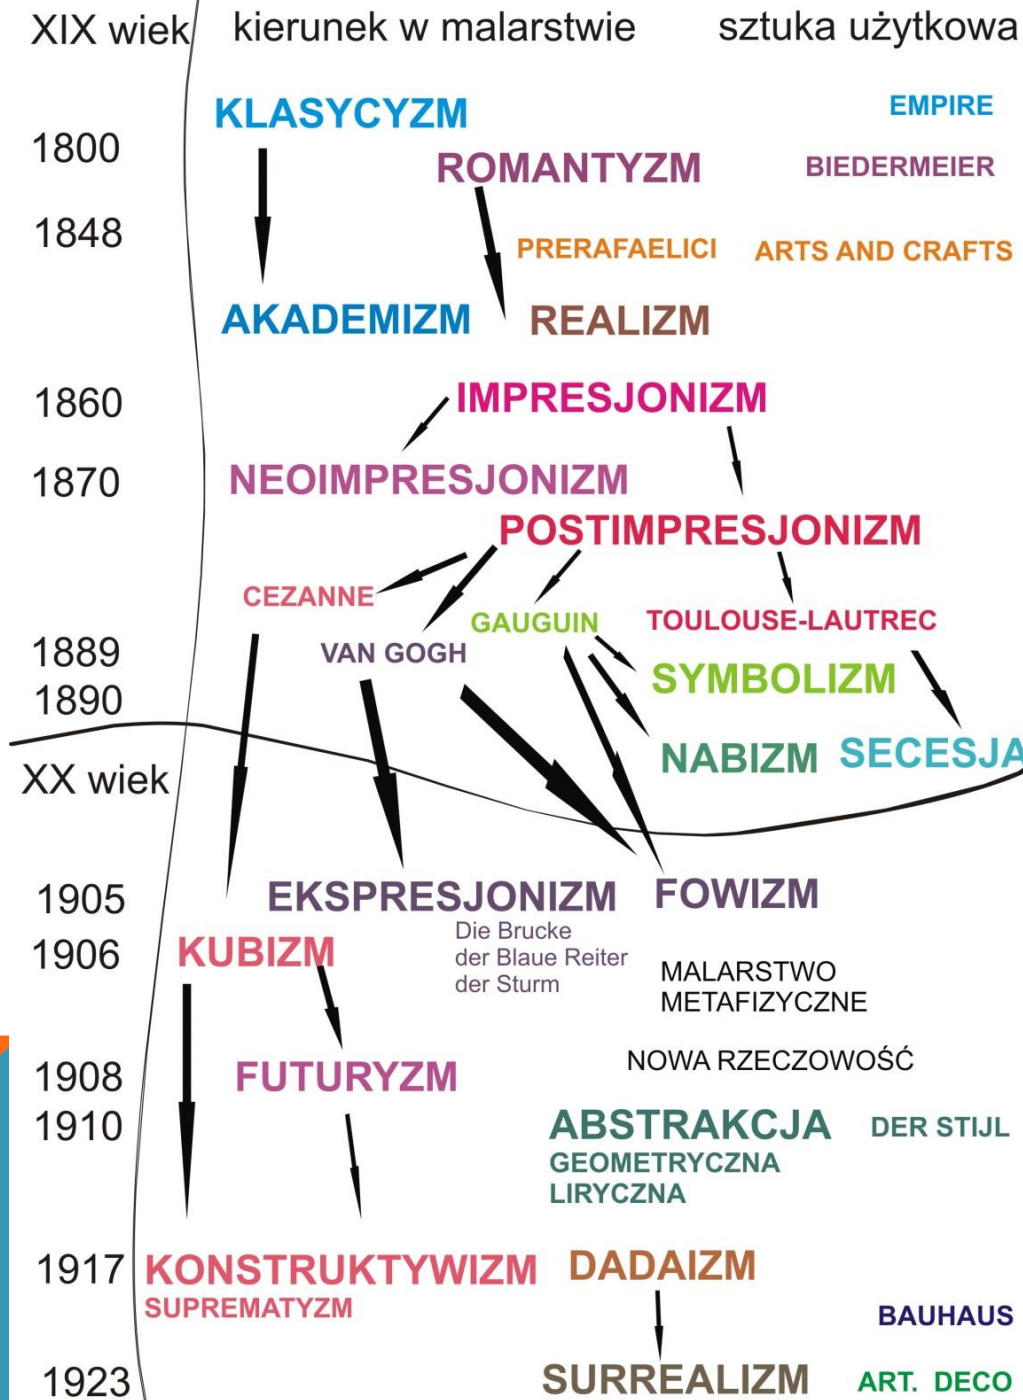 XIX wiek kierunek w malarstwie sztuka użytkowa
KLASYCYZM EMPIRE
1800
ROMANTYZM BIEDERMEIER
1848
PRERAFAELICI ARTS AND CRAFTS
AKADEMIZM REALIZM
1860 IMPRESJONIZM
1870 NEOIMPRESJONIZM
POSTIMPRESJONIZM
CEZANNE
GAUGUIN TOULOUSE-LAUTREC
1889 VAN GOGH
SYMBOLIZM
1890
NABIZM SECESJA
XX wiek
1905 EKSPRESJONIZM FOWIZM
Die Brucke
der Blaue Reiter
der Sturm
1906 KUBIZM
MALARSTWO
METAFIZYCZNE
NOWA RZECZOWOŚĆ
1908 FUTURYZM
1910 ABSTRAKCJA DER STIJL
GEOMETRYCZNA
LIRYCZNA
1917 KONSTRUKTYWIZM DADAIZM
SUPREMATYZM
BAUHAUS
1923 SURREALIZM ART. DECO